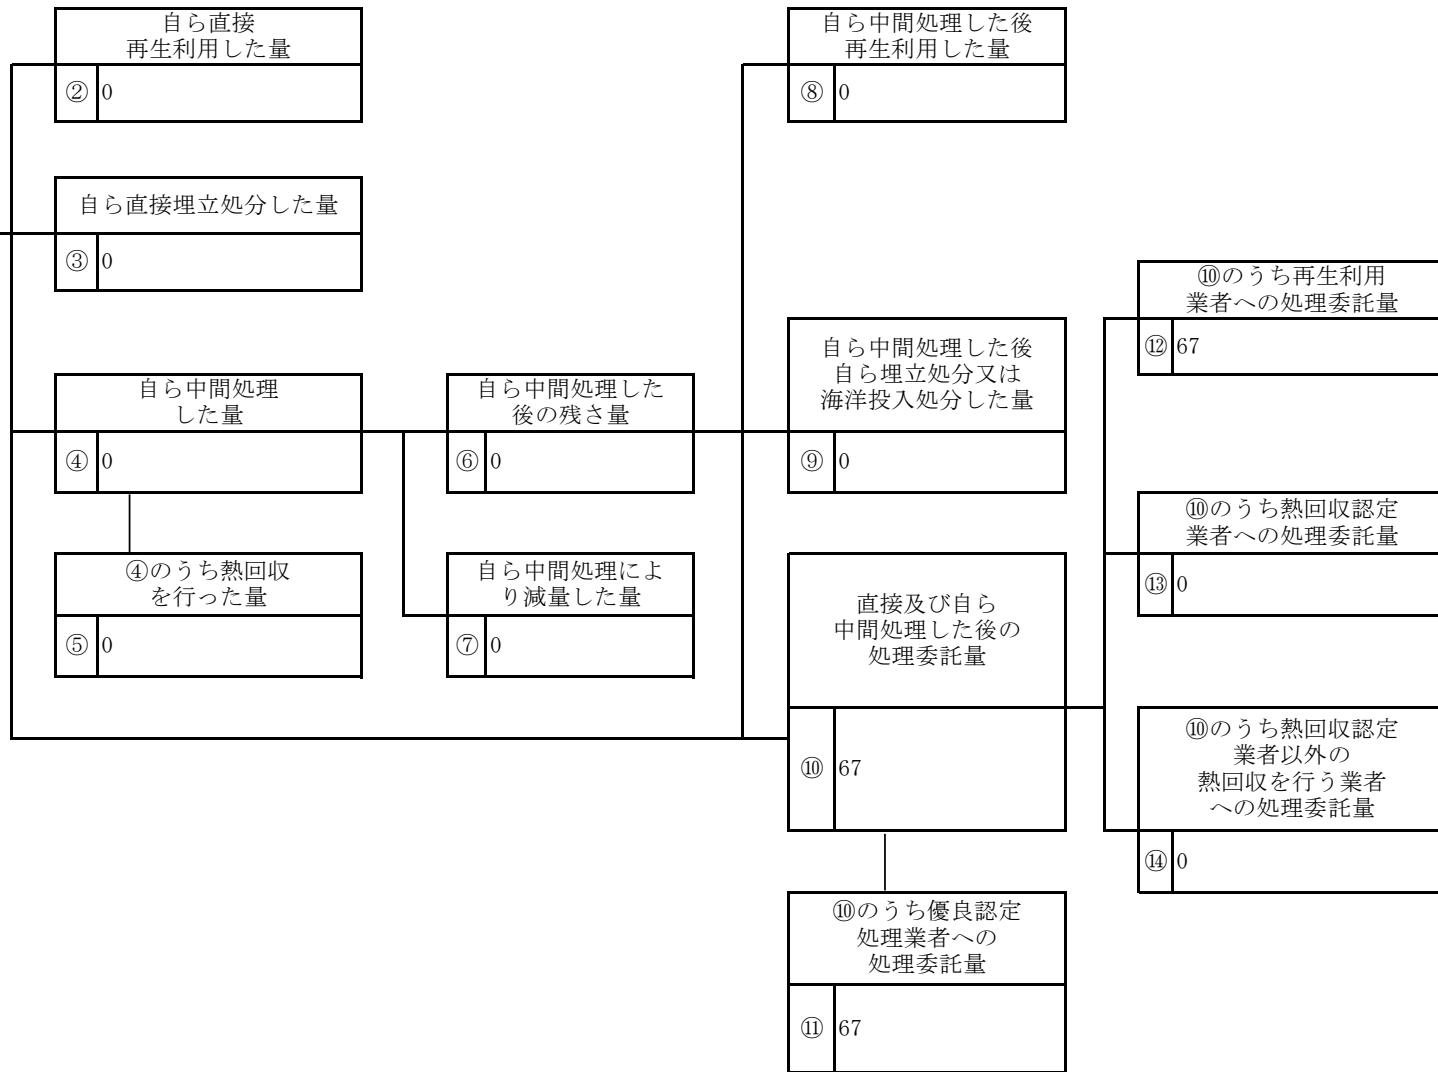 自ら直接
再生利用した量
② 0
自ら直接埋立処分した量
③ 0
自ら中間処理
した量
④ 0
④のうち熱回収
を行った量
⑤ 0
自ら中間処理した
後の残さ量
⑥ 0
自ら中間処理によ
り減量した量
⑦ 0
自ら中間処理した後
再生利用した量
⑧ 0
自ら中間処理した後
自ら埋立処分又は
海洋投入処分した量
⑨ 0
直接及び自ら
中間処理した後の
処理委託量
⑩ 67
⑩のうち優良認定
処理業者への
処理委託量
⑪ 67
⑩のうち再生利用
業者への処理委託量
⑫ 67
⑩のうち熱回収認定
業者への処理委託量
⑬ 0
⑩のうち熱回収認定
業者以外の
熱回収を行う業者
への処理委託量
⑭ 0